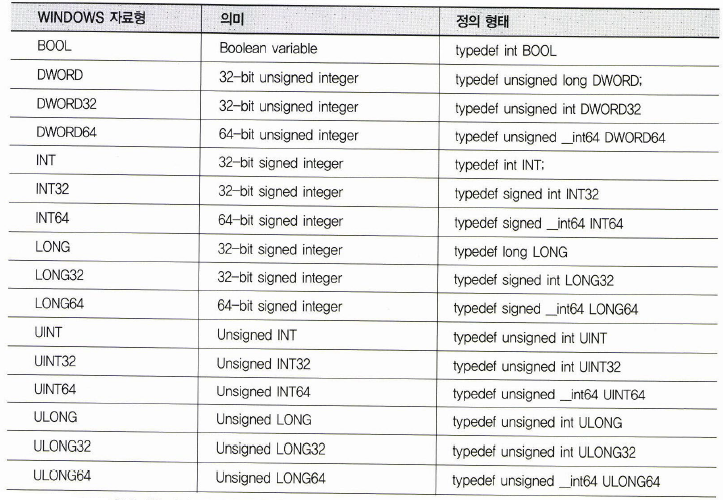 WINDOWS 자료형 의미 정의 형태
BOOL Boolean variable typedef int BOOL
DWORD 32-bit unsigned integer typedef unsigned long DWORD;
DWORD32 32-bit unsigned integer typedef unsigned int DWORD32
DWORD64 64-bit unsigned integer typedef unsigned __int64 DWORD64
INT 32-bit signed integer typedef int INT;
INT32 32-bit signed integer typedef signed int INT32
INT64 64-bit signed integer typedef signed __int64 INT64
LONG 32-bit signed integer typedef long LONG
LONG32 32-bit signed integer typedef signed int LONG32
LONG64 64-bit signed integer typedef signed __int64 LONG64
UINT Unsigned INT typedef unsigned int UINT
UINT32 Unsigned INT32 typedef unsigned int UINT32
UINT64 Unsigned INT64 typedef unsigned __int64 UINT64
ULONG Unsigned LONG typedef unsigned int ULONG
ULONG32 Unsigned LONG32 typedef unsigned int ULONG32
ULONG64 Unsigned LONG64 typedef unsigned __int64 ULONG64